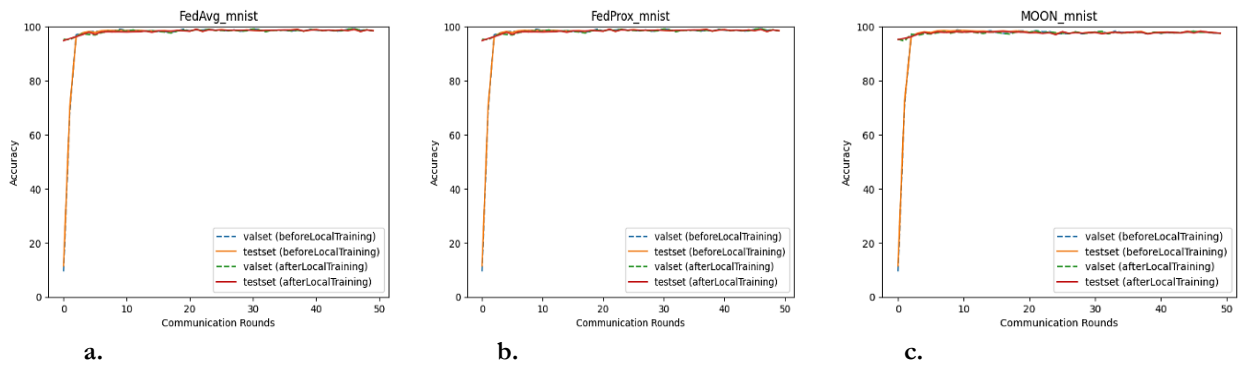 FedAvg_mnist
100
80
60
40
20
0
Accuracy
valset (beforeLocalTraining)
testset (beforeLocalTraining)
valset (afterLocalTraining)
testset (afterLocalTraining)
0 10 20 30 40 50
Communication Rounds
a.
FedProx_mnist
100
80
60
40
20
0
Accuracy
valset (beforeLocalTraining)
testset (beforeLocalTraining)
valset (afterLocalTraining)
testset (afterLocalTraining)
0 10 20 30 40 50
Communication Rounds
b.
MOON_mnist
100
80
60
40
20
0
Accuracy
valset (beforeLocalTraining)
testset (beforeLocalTraining)
valset (afterLocalTraining)
testset (afterLocalTraining)
0 10 20 30 40 50
Communication Rounds
c.